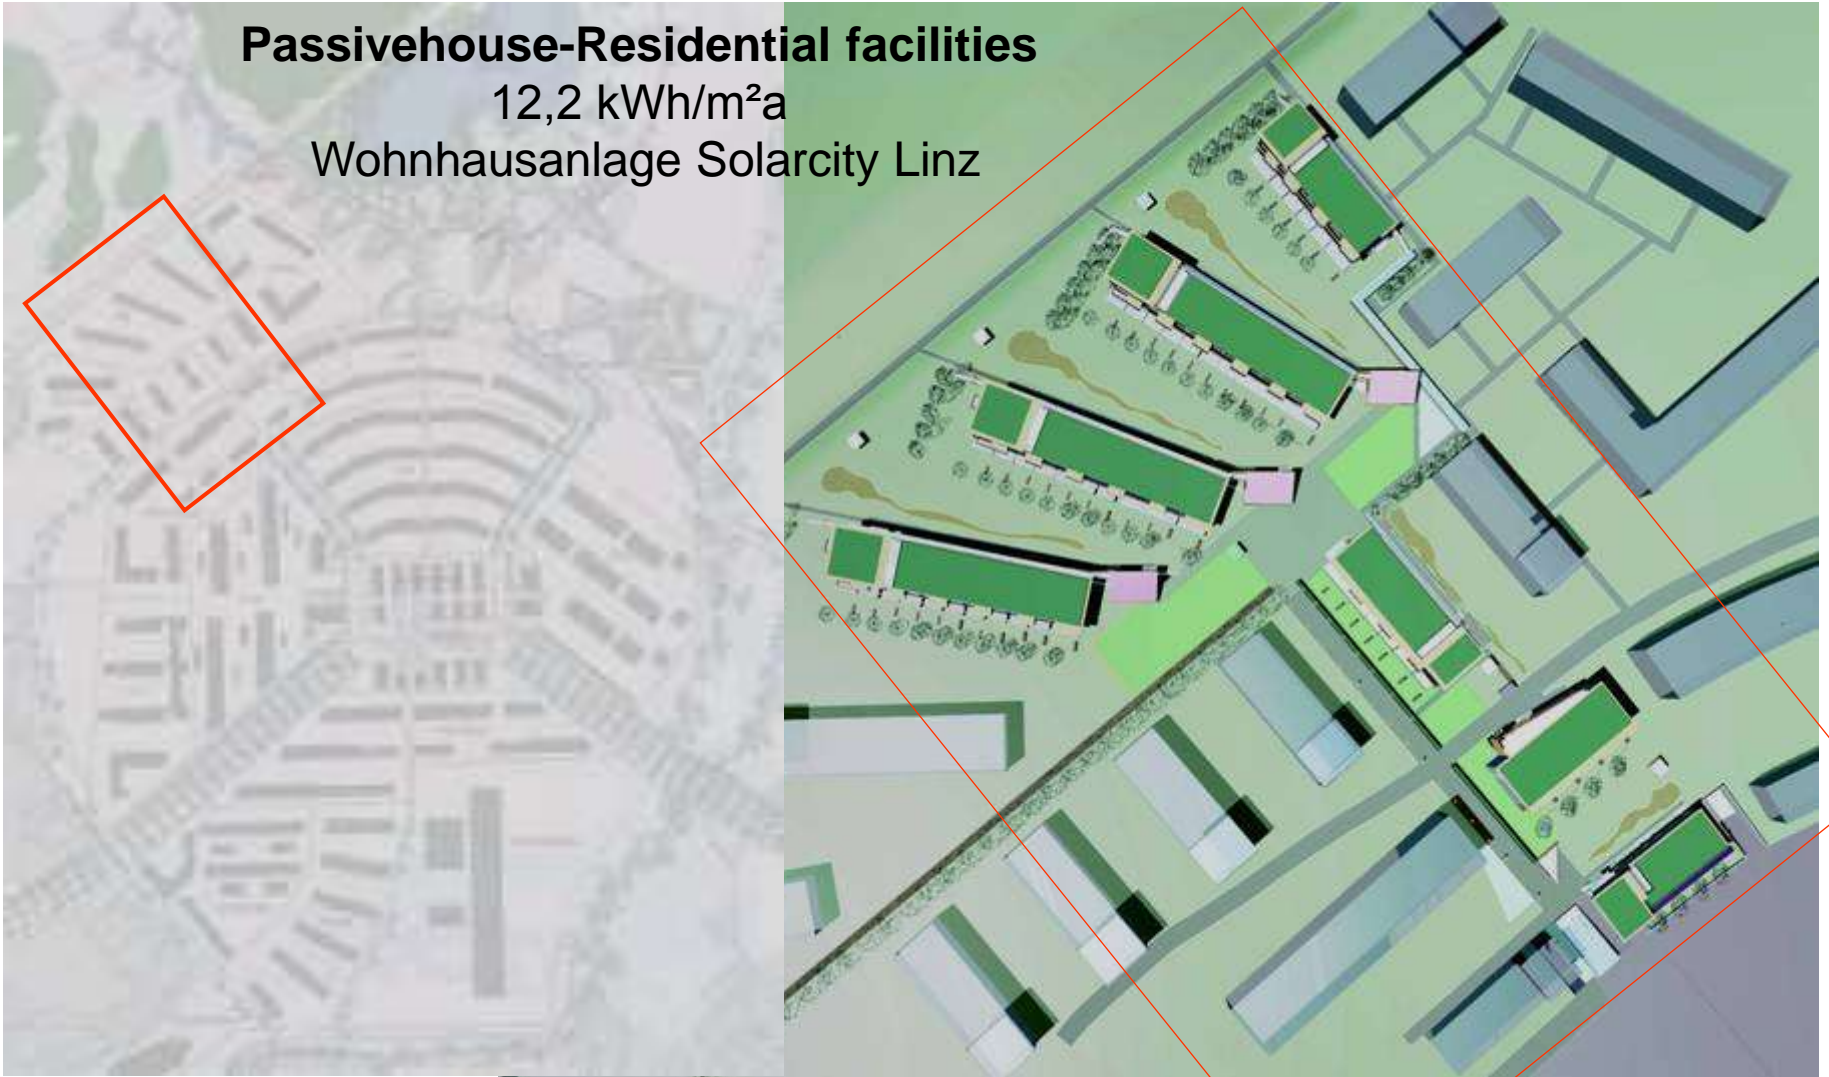 Passivehouse-Residential facilities
12,2 kWh/m²a
Wohnhausanlage Solarcity Linz